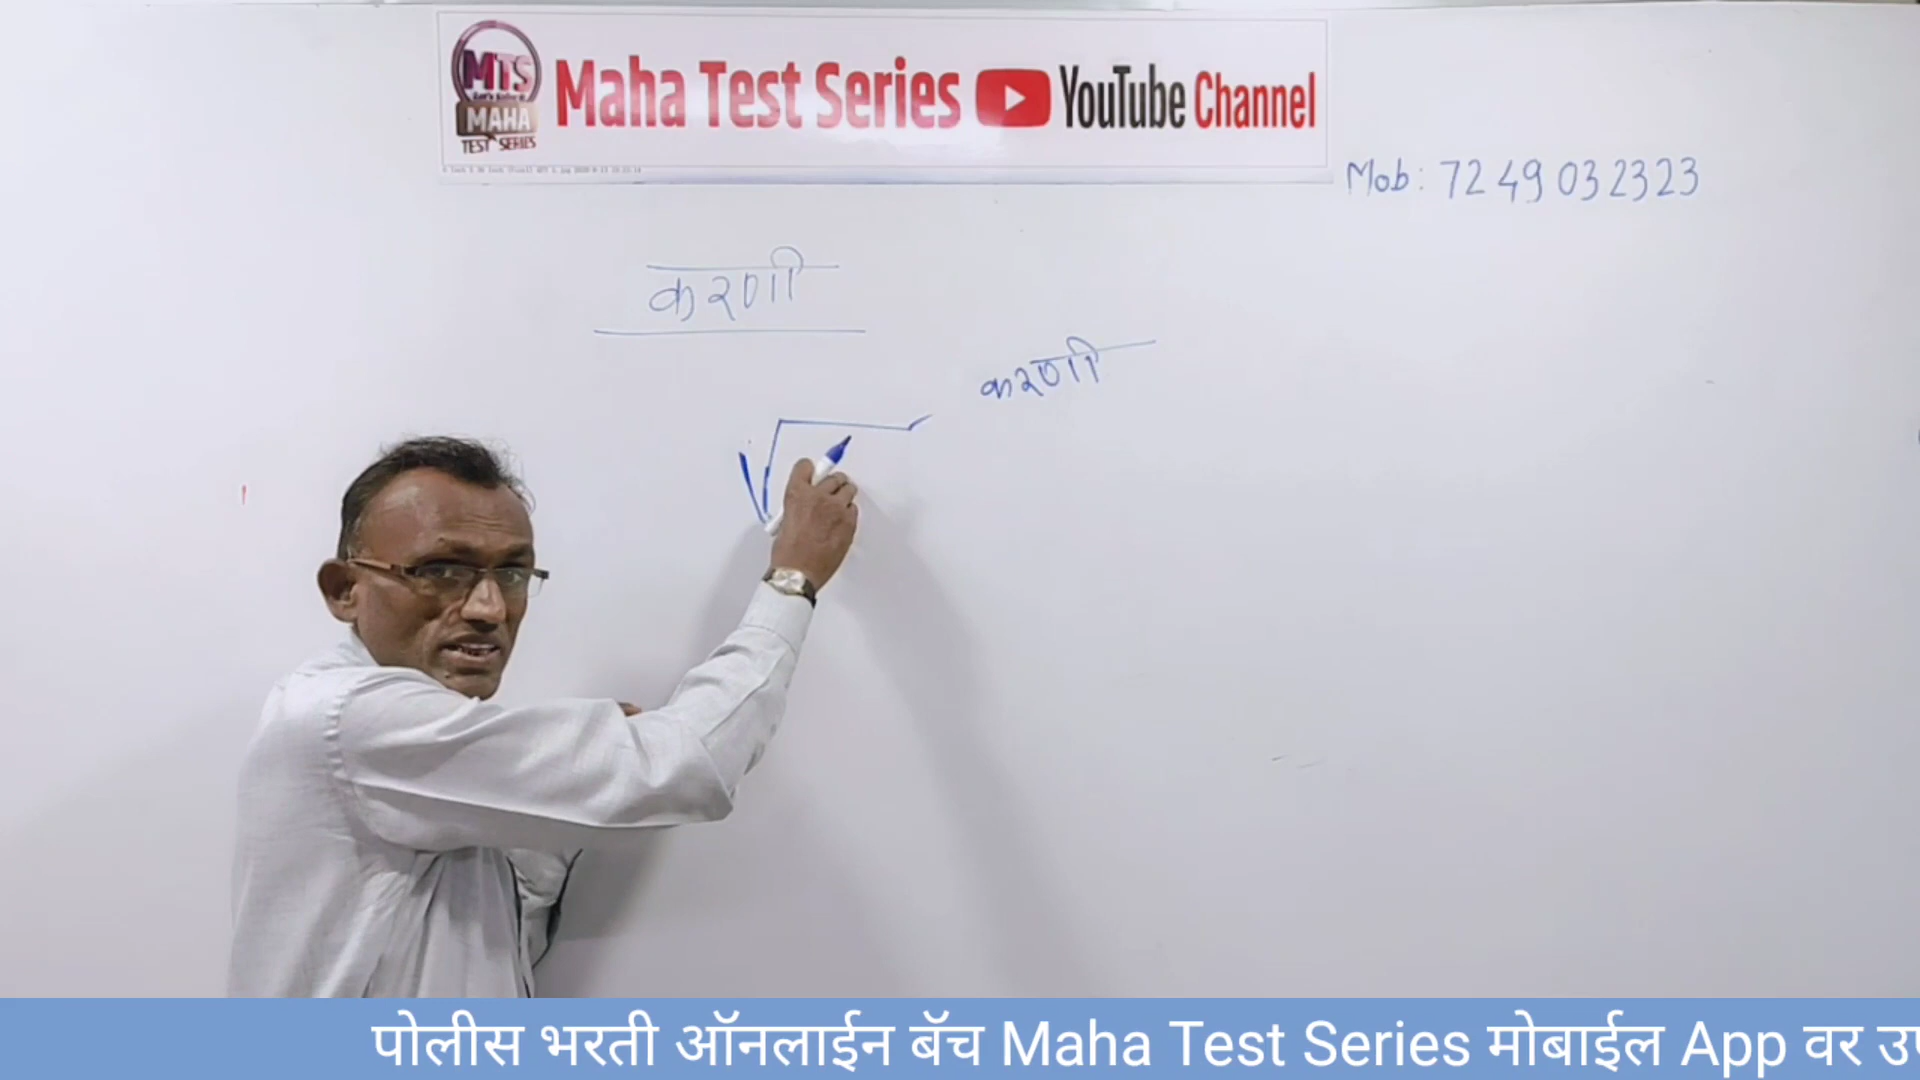 MTS
MAHA
TEST SERIES
Maha Test Series YouTube Channel
Mob: 7249032323
करणी
करणी
√
पोलीस भरती ऑनलाईन बॅच Maha Test Series मोबाईल App वर